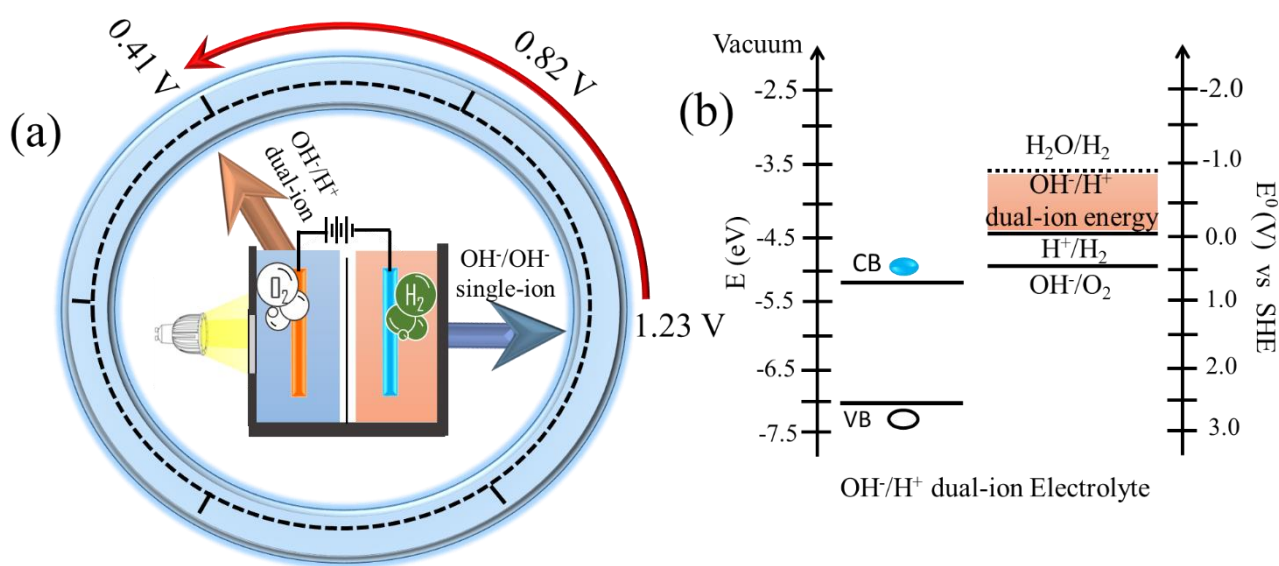 (a)
0.41 V
0.82 V
1.23 V
OH⁻/H⁺
dual-ion
OH⁻/OH⁻
single-ion
O₂
H₂
(b)
Vacuum
E (eV)
-2.5
-3.5
-4.5
-5.5
-6.5
-7.5
CB
VB
H₂O/H₂
OH⁻/H⁺
dual-ion energy
H⁺/H₂
OH⁻/O₂
-2.0
-1.0
0.0
1.0
2.0
3.0
E⁰(V) vs SHE
OH⁻/H⁺ dual-ion Electrolyte